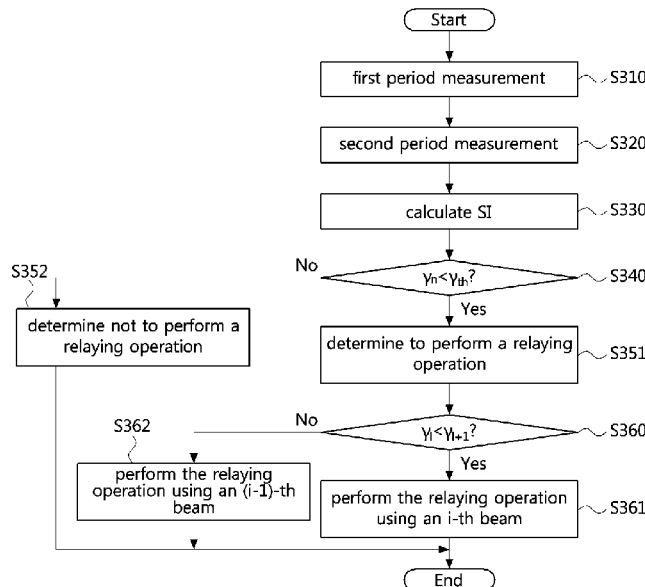 Start
first period measurement
S310
second period measurement
S320
calculate SI
S330
No
γn<γth?
S340
Yes
S352
determine not to perform a
relaying operation
determine to perform a relaying
operation
S351
No
γi<γi+1?
S360
Yes
S362
perform the relaying
operation using an (i-1)-th
beam
perform the relaying operation
using an i-th beam
S361
End